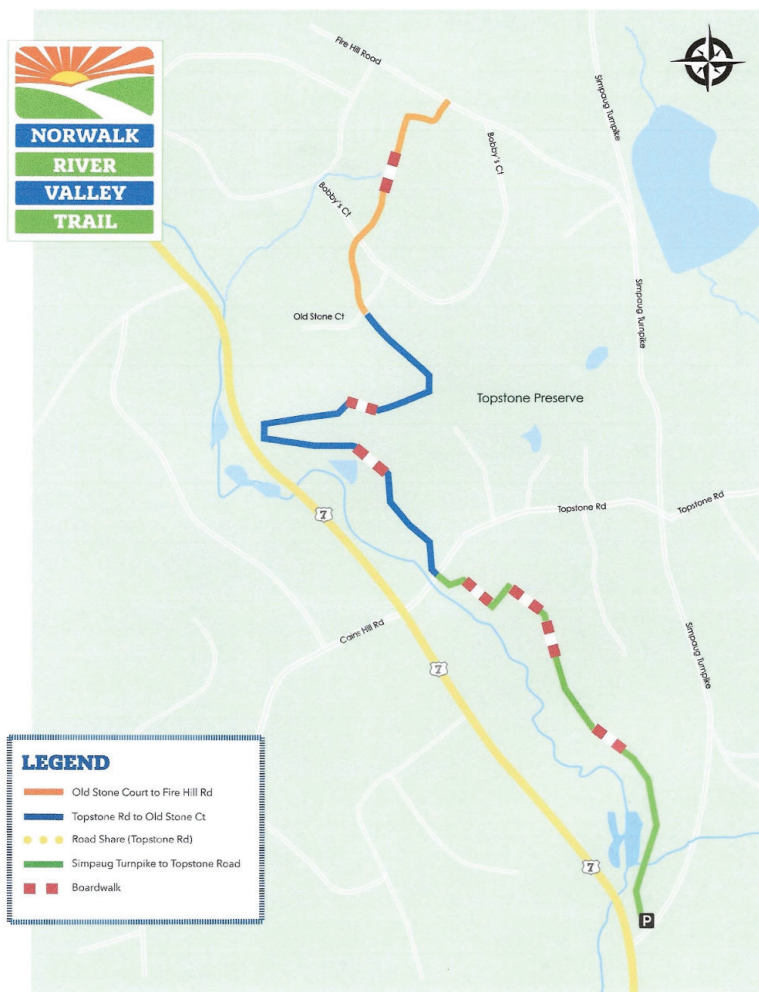 NORWALK
RIVER
VALLEY
TRAIL
Fire Hill Road
Simpaug Turnpike
Bobby's Ct
Bobby's Ct
Simpaug Turnpike
Old Stone Ct
Topstone Preserve
Topstone Rd
Topstone Rd
7
Cains Hill Rd
Simpaug Turnpike
7
7
P
LEGEND
Old Stone Court to Fire Hill Rd
Topstone Rd to Old Stone Ct
Road Share (Topstone Rd)
Simpaug Turnpike to Topstone Road
Boardwalk